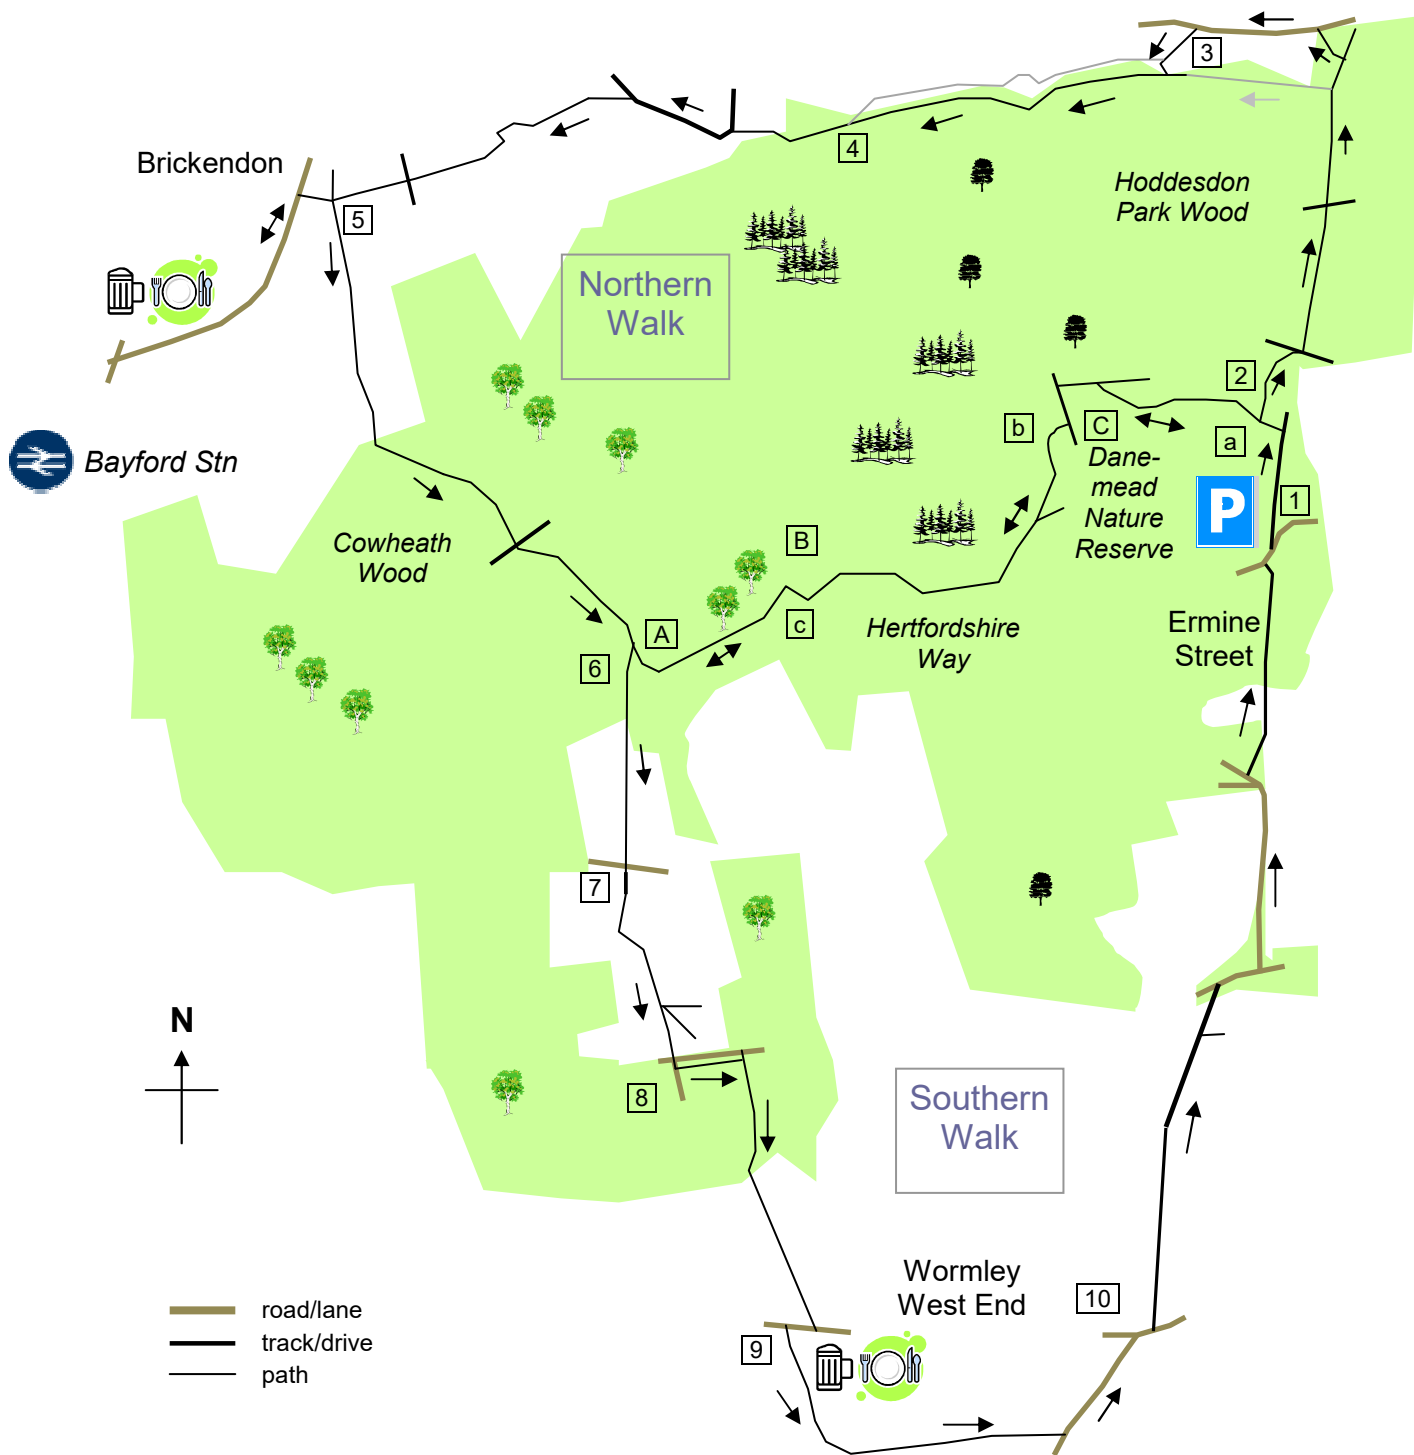 3
4
Brickendon
Hoddesdon
Park Wood
5
Northern
Walk
2
b
C
a
Bayford Stn
Dane-
mead
Nature
Reserve
P
1
Cowheath
Wood
B
A
c
Hertfordshire
Way
Ermine
Street
6
7
N
8
Southern
Walk
Wormley
West End
10
9
road/lane
track/drive
path